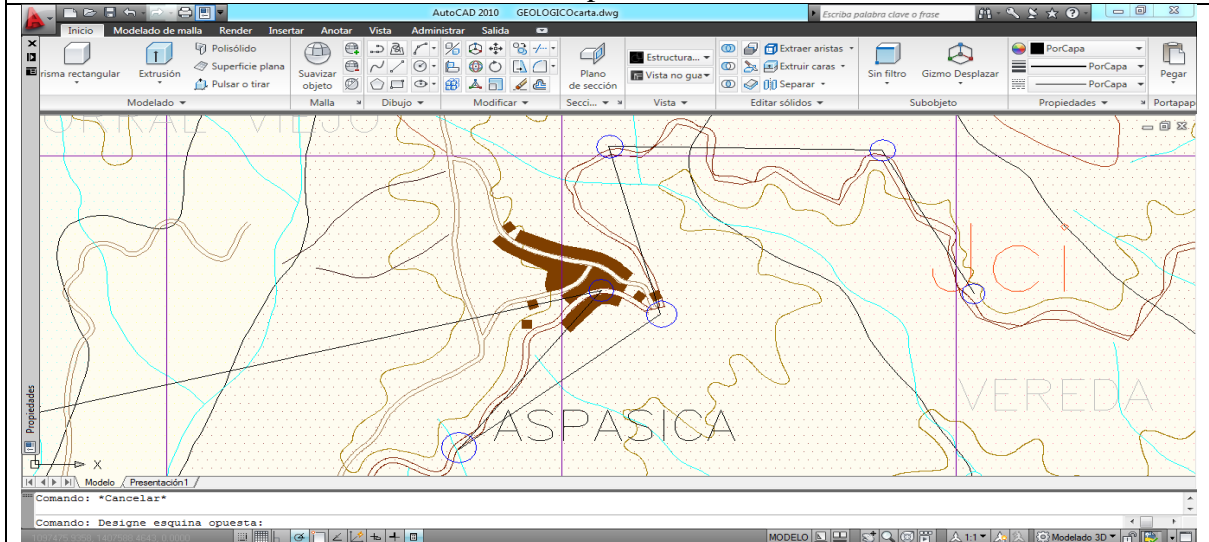 AutoCAD 2010 GEOLOGICOcarta.dwg
Escriba palabra clave o frase
Inicio Modelado de malla Render Insertar Anotar Vista Administrar Salida
risma rectangular
Extrusión
Polisólido
Superficie plana
Pulsar o tirar
Suavizar objeto
Plano de sección
Estructura...
Vista no gua
Extraer aristas
Extruir caras
Separar
Sin filtro
Gizmo Desplazar
PorCapa
PorCapa
PorCapa
Pegar
Modelado Malla Dibujo Modificar Secci... Vista Editar sólidos Subobjeto Propiedades Portapap
ORRAL VIEJO
JCI
VEREDA
ASPASICA
Propiedades
X
Modelo Presentación1
Comando: *Cancelar*
Comando: Designe esquina opuesta:
MODELO 1:1 Modelado 3D